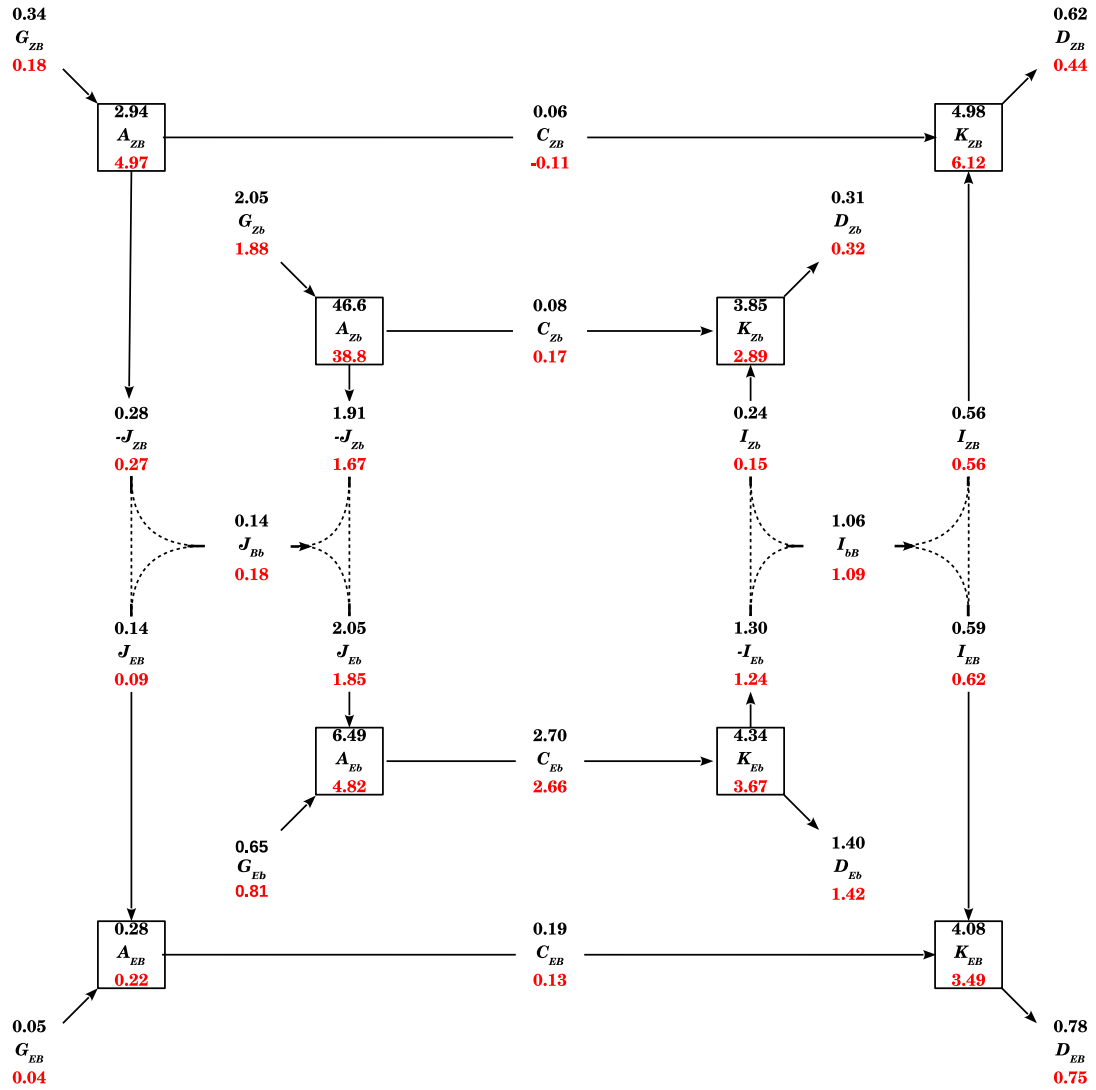 0.34
G_ZB
0.18
0.62
D_ZB
0.44
2.94
A_ZB
4.97
0.06
C_ZB
-0.11
4.98
K_ZB
6.12
2.05
G_Zb
1.88
0.31
D_Zb
0.32
46.6
A_Zb
38.8
0.08
C_Zb
0.17
3.85
K_Zb
2.89
0.28
-J_ZB
0.27
1.91
-J_Zb
1.67
0.24
I_Zb
0.15
0.56
I_ZB
0.56
0.14
J_Bb
0.18
1.06
I_bB
1.09
0.14
J_EB
0.09
2.05
J_Eb
1.85
1.30
-I_Eb
1.24
0.59
I_EB
0.62
6.49
A_Eb
4.82
2.70
C_Eb
2.66
4.34
K_Eb
3.67
0.65
G_Eb
0.81
1.40
D_Eb
1.42
0.28
A_EB
0.22
0.19
C_EB
0.13
4.08
K_EB
3.49
0.05
G_EB
0.04
0.78
D_EB
0.75